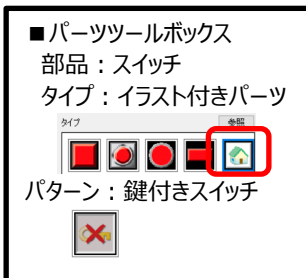 ■パーツツールボックス
部品：スイッチ
タイプ：イラスト付きパーツ
タイプ 参照
パターン：鍵付きスイッチ